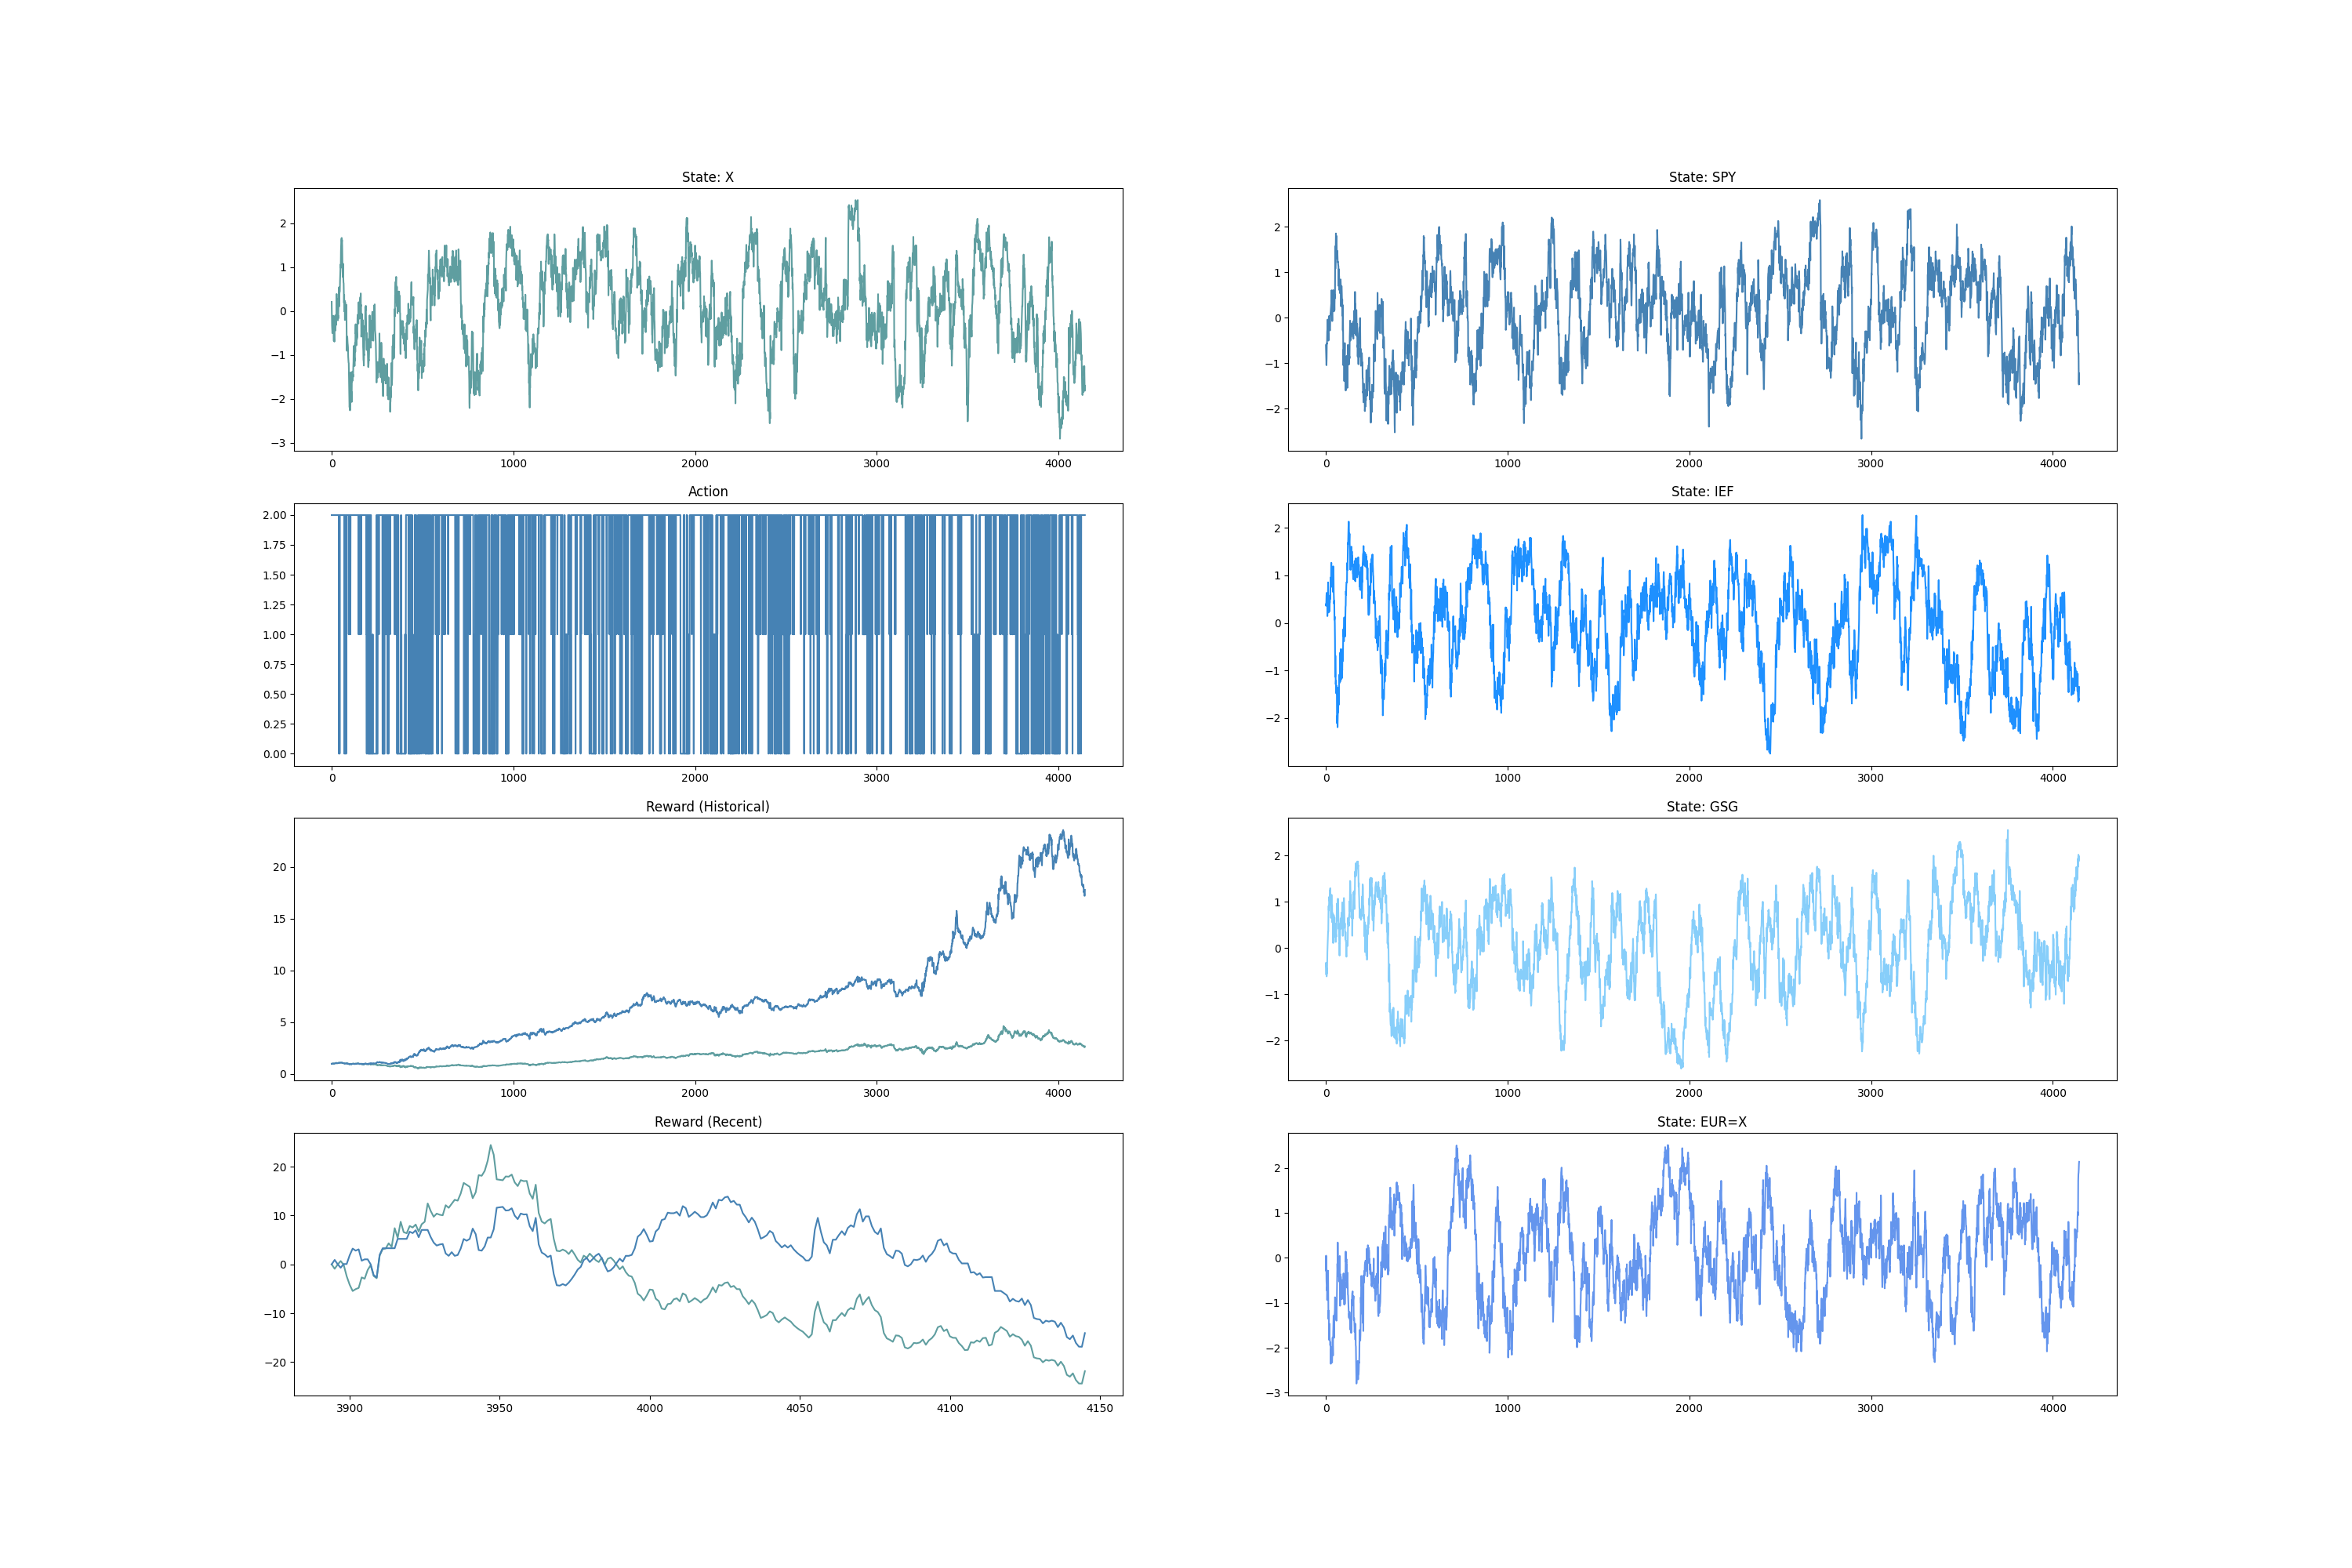 State: X
2
1
0
−1
−2
−3
0 1000 2000 3000 4000
Action
2.00
1.75
1.50
1.25
1.00
0.75
0.50
0.25
0.00
0 1000 2000 3000 4000
Reward (Historical)
20
15
10
5
0
0 1000 2000 3000 4000
Reward (Recent)
20
10
0
−10
−20
3900 3950 4000 4050 4100 4150
State: SPY
2
1
0
−1
−2
0 1000 2000 3000 4000
State: IEF
2
1
0
−1
−2
0 1000 2000 3000 4000
State: GSG
2
1
0
−1
−2
0 1000 2000 3000 4000
State: EUR=X
2
1
0
−1
−2
−3
0 1000 2000 3000 4000